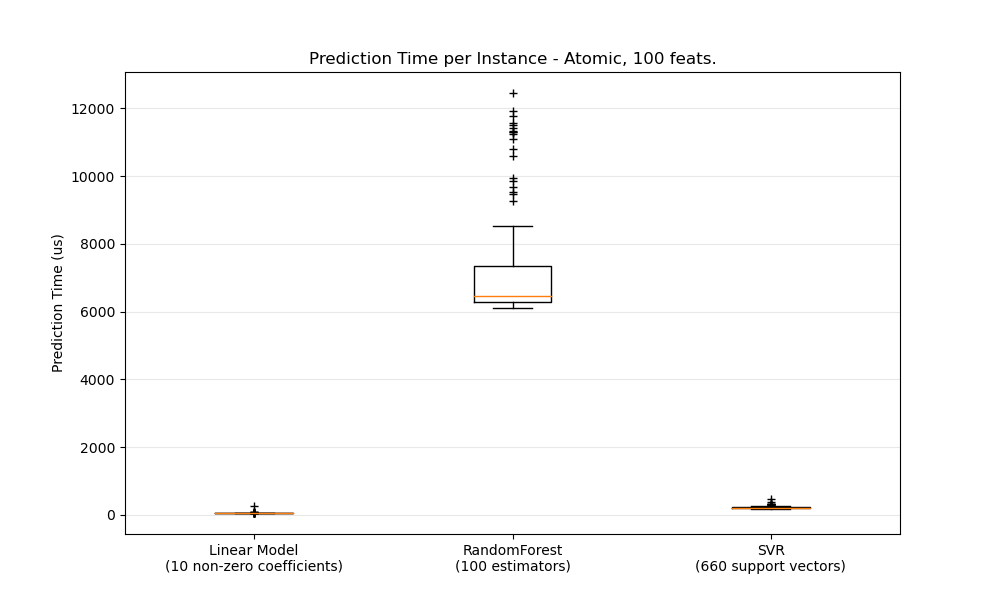 Prediction Time per Instance - Atomic, 100 feats.
Prediction Time (us)
12000
10000
8000
6000
4000
2000
0
Linear Model
(10 non-zero coefficients)
RandomForest
(100 estimators)
SVR
(660 support vectors)